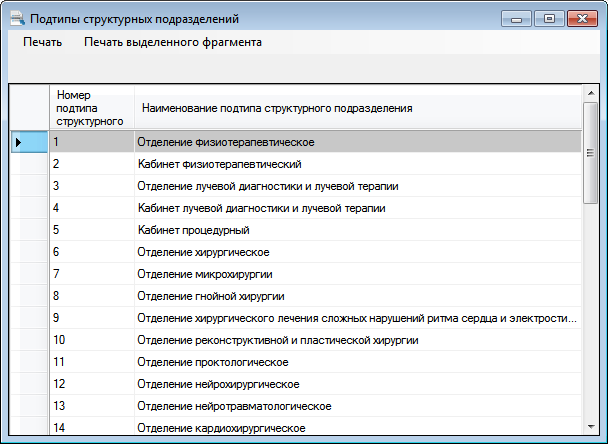 Подтипы структурных подразделений
Печать Печать выделенного фрагмента
Номер
подтипа
структурного
Наименование подтипа структурного подразделения
1 Отделение физиотерапевтическое
2 Кабинет физиотерапевтический
3 Отделение лучевой диагностики и лучевой терапии
4 Кабинет лучевой диагностики и лучевой терапии
5 Кабинет процедурный
6 Отделение хирургическое
7 Отделение микрохирургии
8 Отделение гнойной хирургии
9 Отделение хирургического лечения сложных нарушений ритма сердца и электрости...
10 Отделение реконструктивной и пластической хирургии
11 Отделение проктологическое
12 Отделение нейрохирургическое
13 Отделение нейротравматологическое
14 Отделение кардиохирургическое